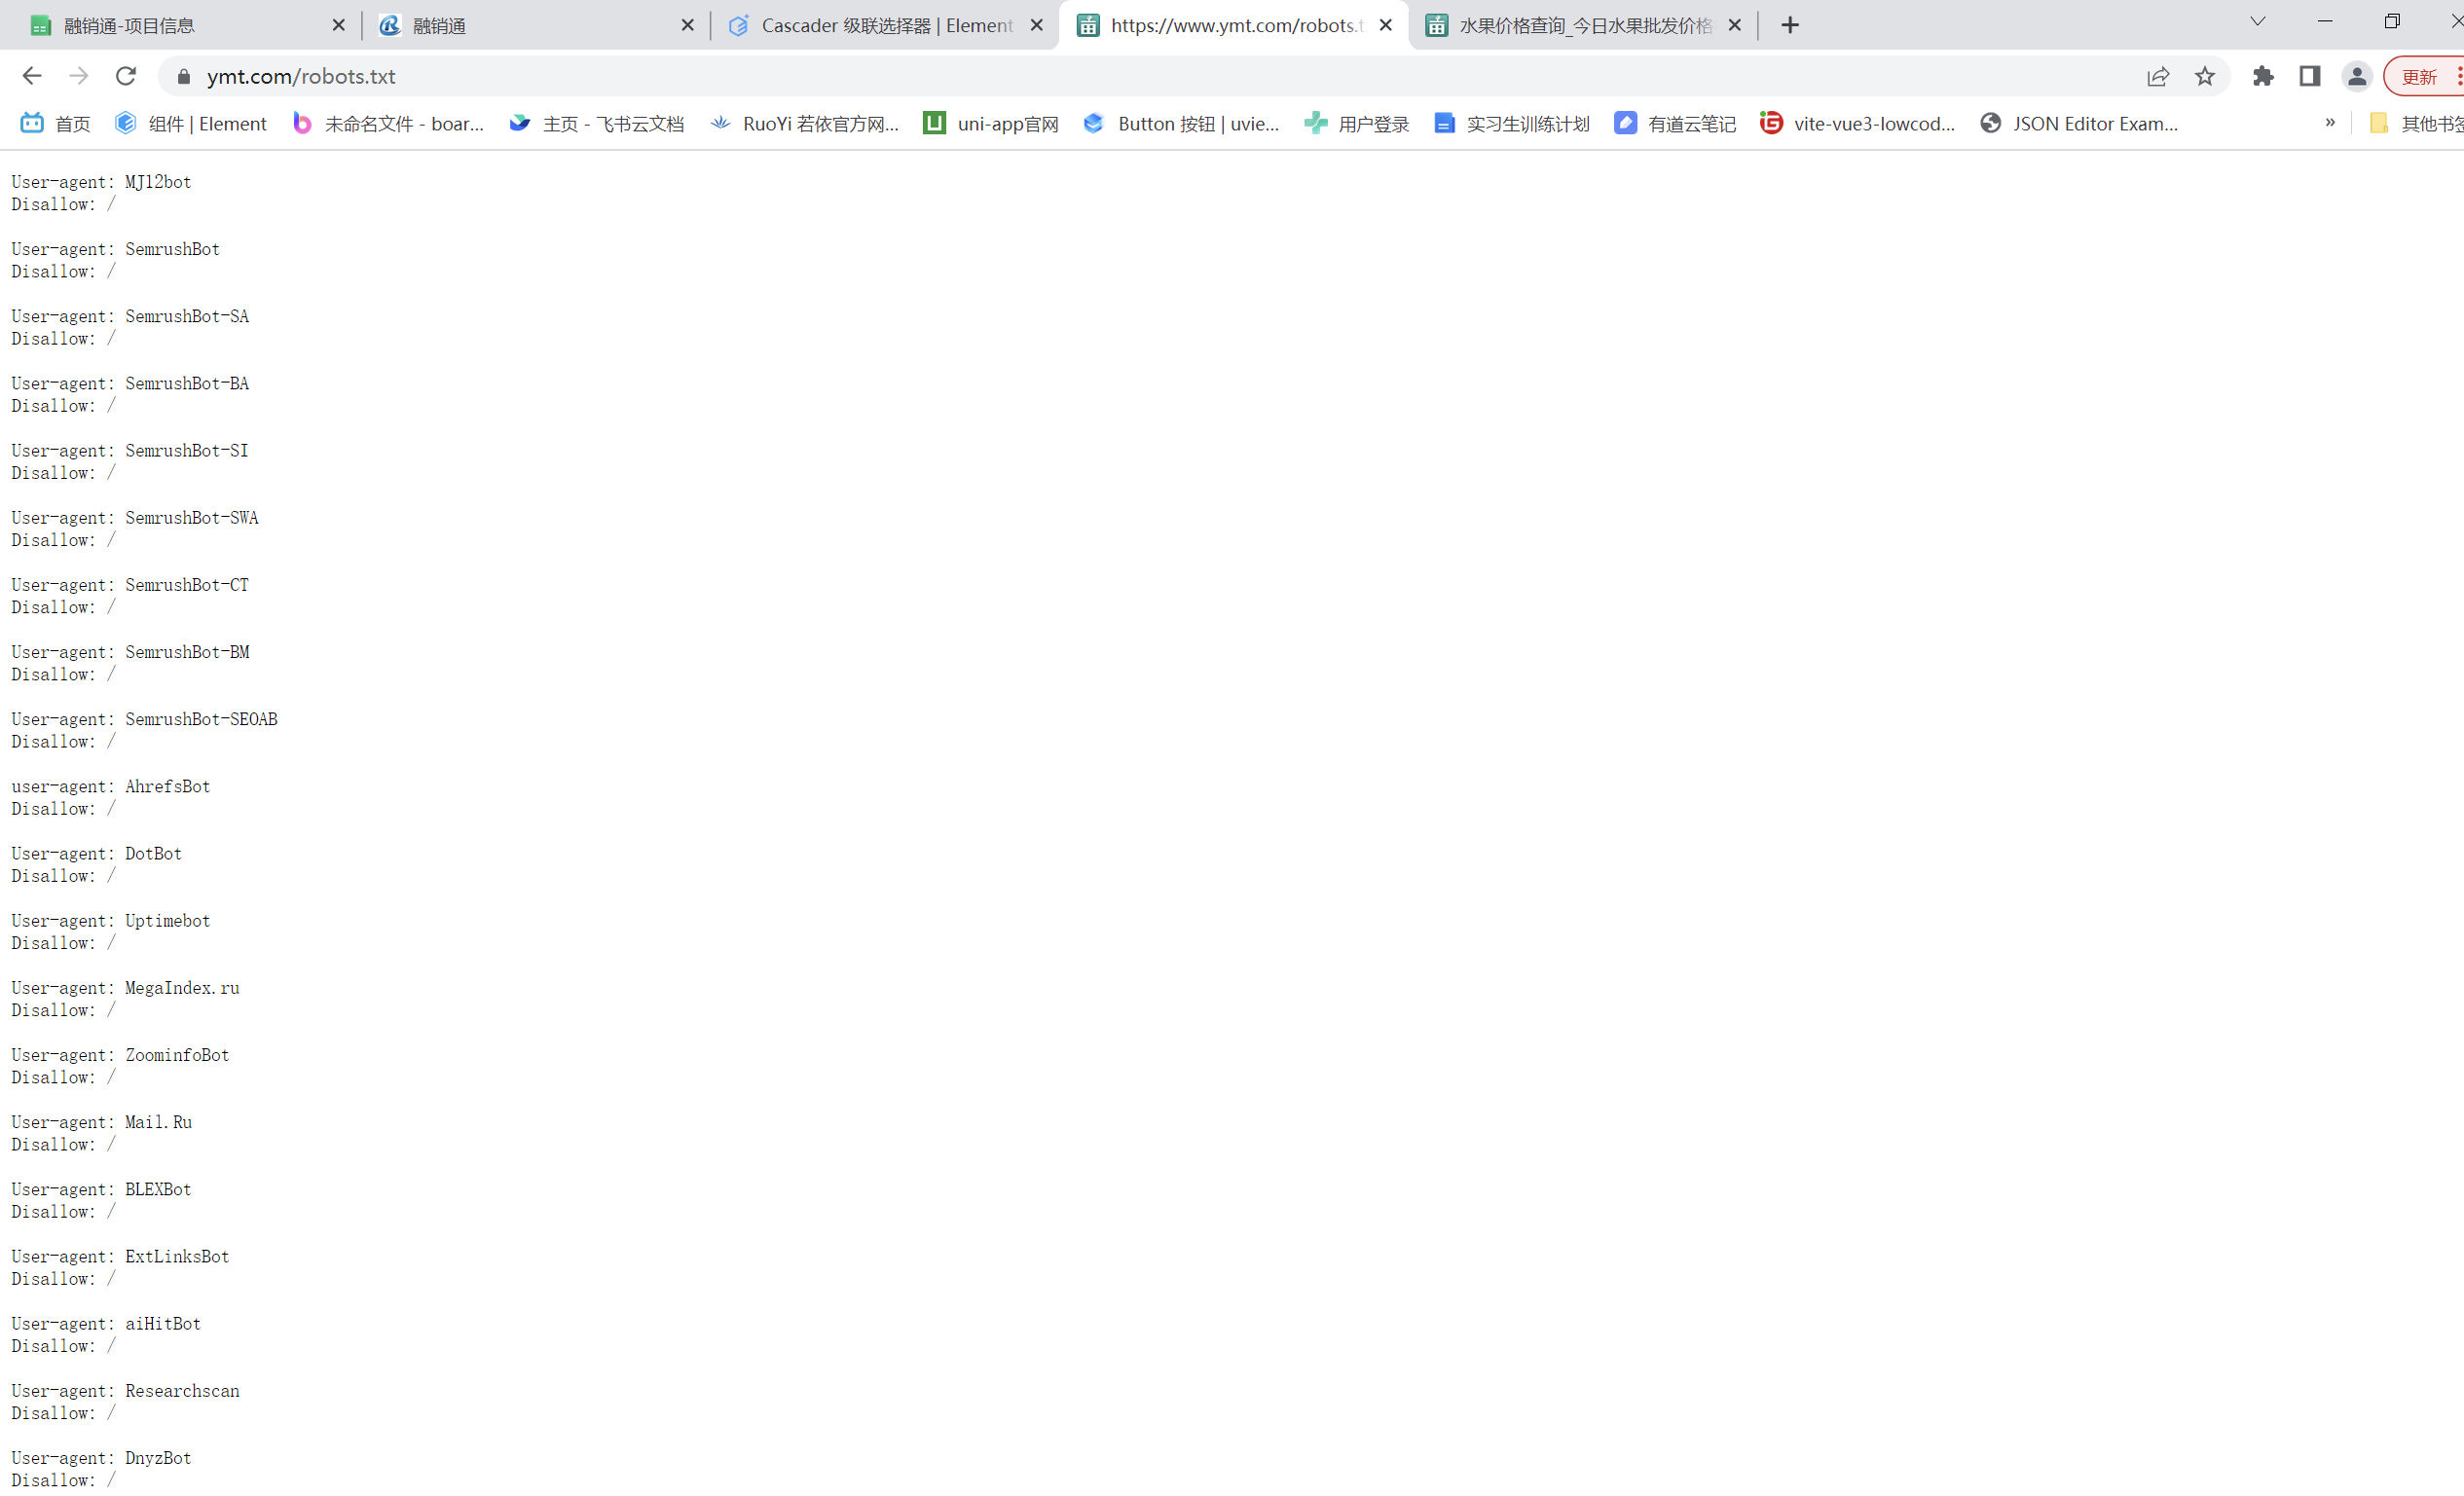 融销通-项目信息
融销通
Cascader 级联选择器 | Element
https://www.ymt.com/robots.t
水果价格查询_今日水果批发价格
ymt.com/robots.txt
更新
首页
组件 | Element
未命名文件 - boar...
主页 - 飞书云文档
RuoYi 若依官方网...
uni-app官网
Button 按钮 | uvie...
用户登录
实习生训练计划
有道云笔记
vite-vue3-lowcod...
JSON Editor Exam...
»
其他书签
User-agent: MJ12bot
Disallow: /
User-agent: SemrushBot
Disallow: /
User-agent: SemrushBot-SA
Disallow: /
User-agent: SemrushBot-BA
Disallow: /
User-agent: SemrushBot-SI
Disallow: /
User-agent: SemrushBot-SWA
Disallow: /
User-agent: SemrushBot-CT
Disallow: /
User-agent: SemrushBot-BM
Disallow: /
User-agent: SemrushBot-SEOAB
Disallow: /
user-agent: AhrefsBot
Disallow: /
User-agent: DotBot
Disallow: /
User-agent: Uptimebot
Disallow: /
User-agent: MegaIndex.ru
Disallow: /
User-agent: ZoominfoBot
Disallow: /
User-agent: Mail.Ru
Disallow: /
User-agent: BLEXBot
Disallow: /
User-agent: ExtLinksBot
Disallow: /
User-agent: aiHitBot
Disallow: /
User-agent: Researchscan
Disallow: /
User-agent: DnyzBot
Disallow: /